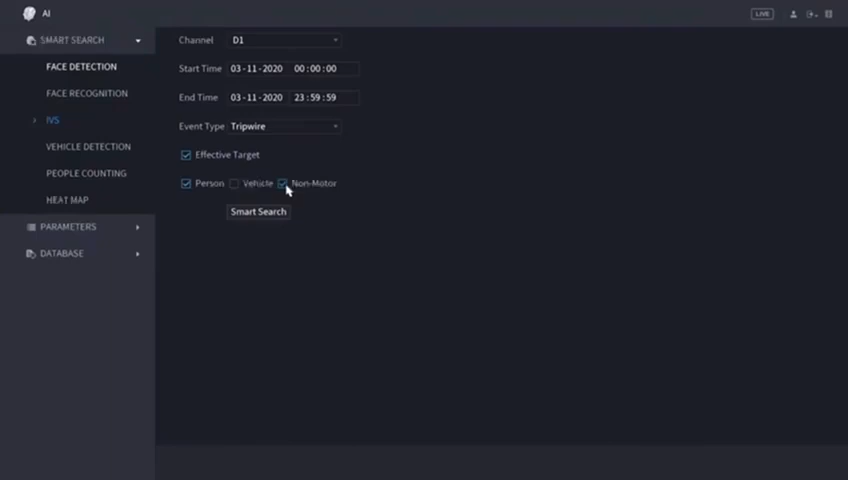 AI
LIVE
SMART SEARCH
FACE DETECTION
FACE RECOGNITION
IVS
VEHICLE DETECTION
PEOPLE COUNTING
HEAT MAP
PARAMETERS
DATABASE
Channel D1
Start Time 03-11-2020 00:00:00
End Time 03-11-2020 23:59:59
Event Type Tripwire
Effective Target
Person Vehicle Non-Motor
Smart Search